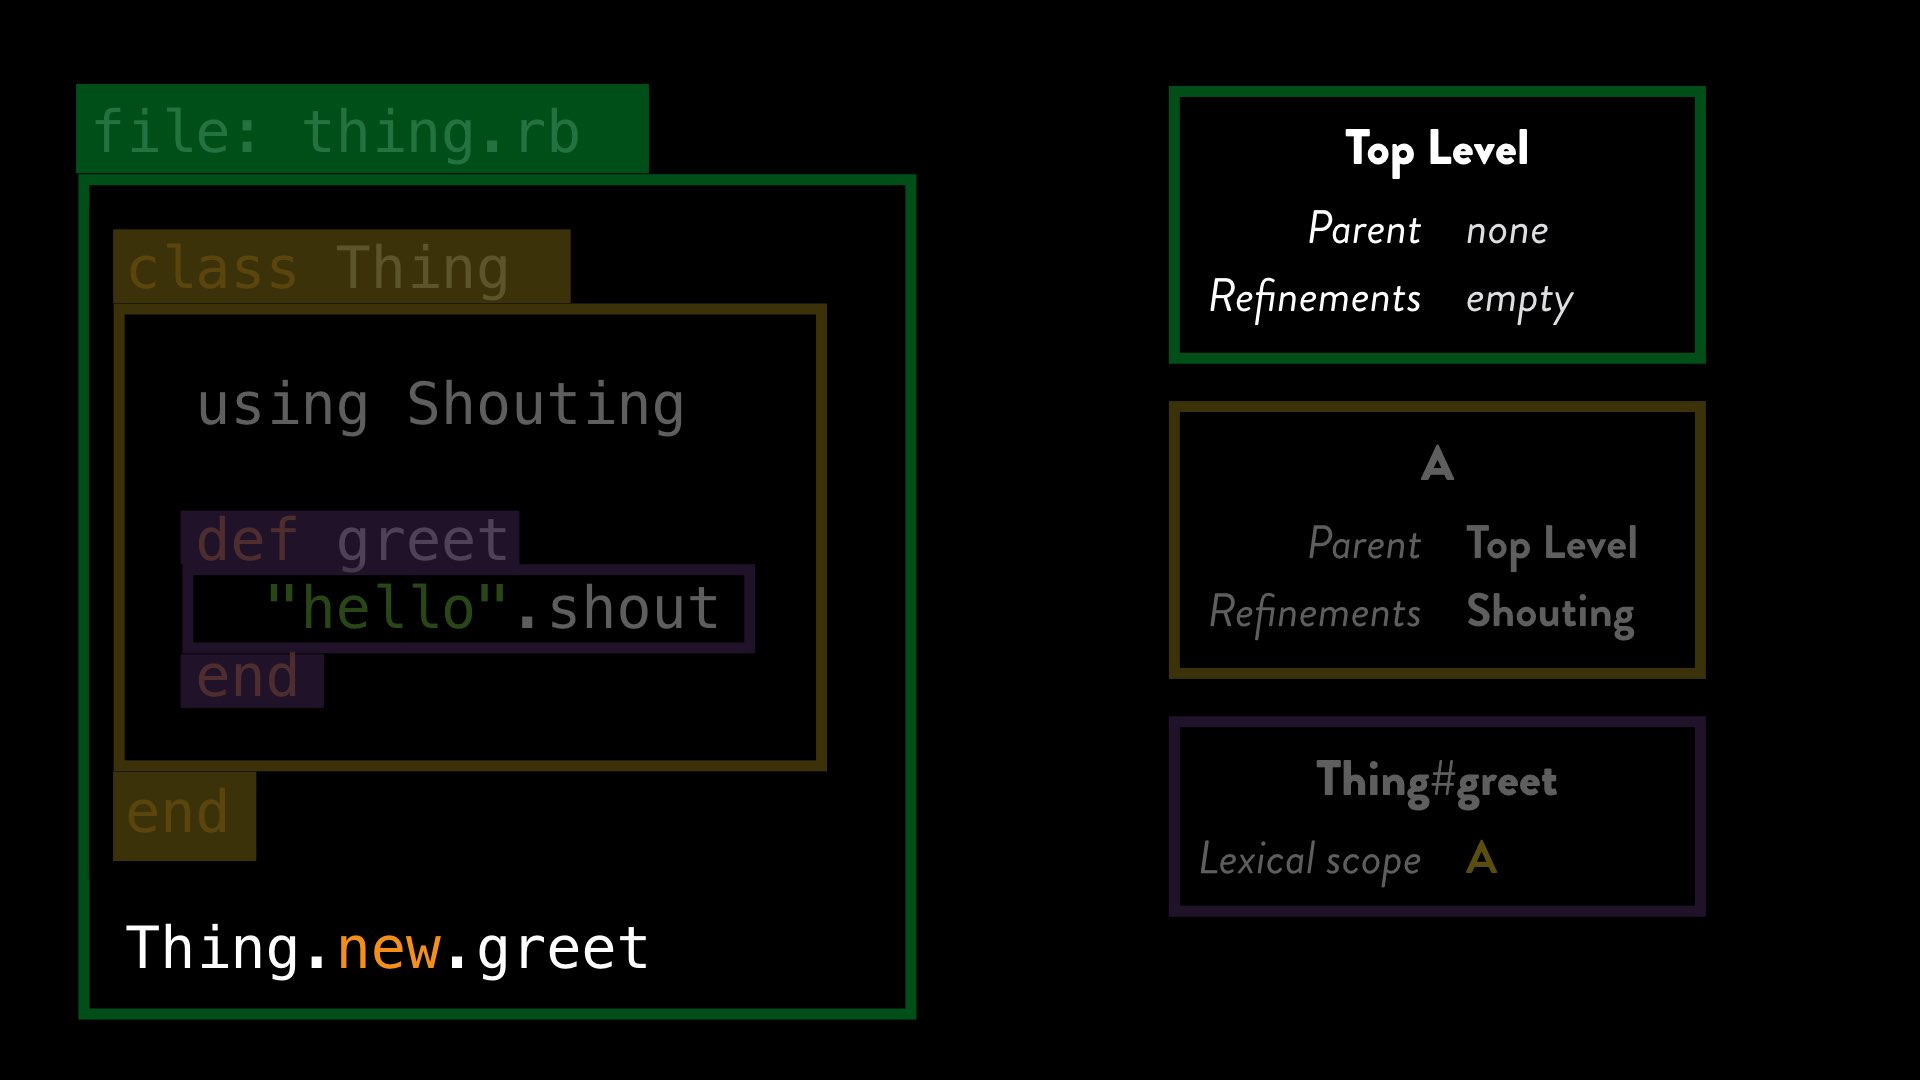 file: thing.rb
class Thing
using Shouting
def greet
"hello".shout
end
end
Thing.new.greet
Top Level
Parent none
Refinements empty
A
Parent Top Level
Refinements Shouting
Thing#greet
Lexical scope A